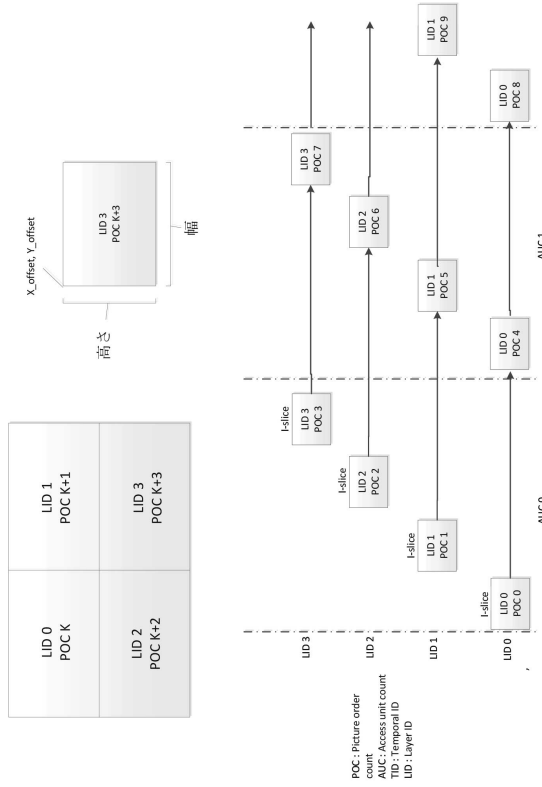 LID 0
POC K
LID 1
POC K+1
LID 2
POC K+2
LID 3
POC K+3
X_offset, Y_offset
LID 3
POC K+3
高さ
幅
POC : Picture order
count
AUC : Access unit count
TID : Temporal ID
LID : Layer ID
LID 3
I-slice
LID 3
POC 3
LID 3
POC 7
LID 2
I-slice
LID 2
POC 2
LID 2
POC 6
LID 1
I-slice
LID 1
POC 1
LID 1
POC 5
LID 1
POC 9
LID 0
I-slice
LID 0
POC 0
LID 0
POC 4
LID 0
POC 8
,
AUC 0
AUC 1